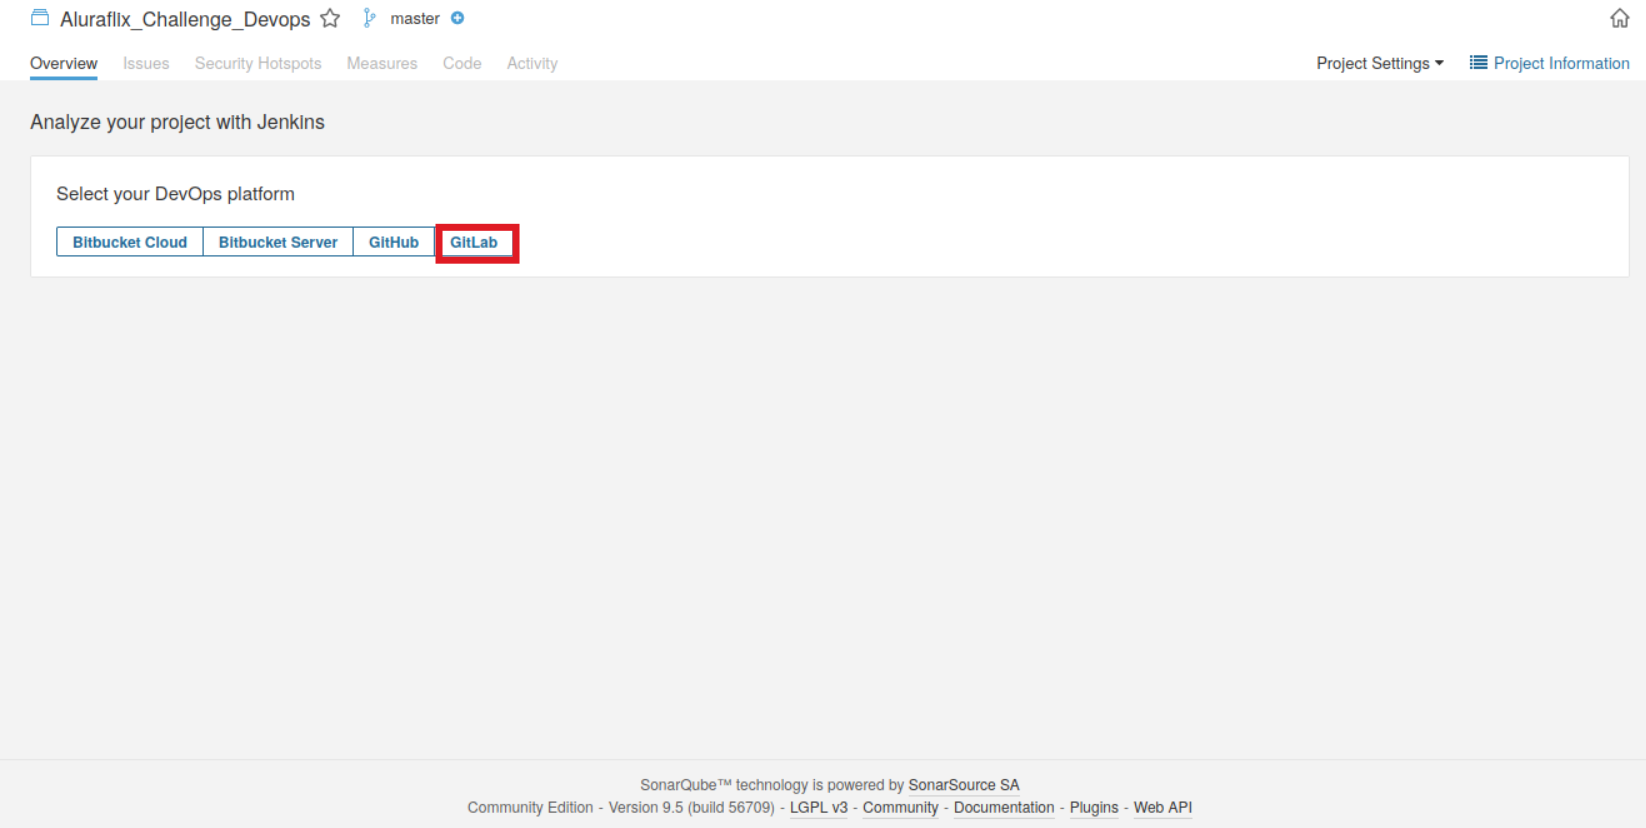 Aluraflix_Challenge_Devops master
Overview Issues Security Hotspots Measures Code Activity Project Settings Project Information
Analyze your project with Jenkins
Select your DevOps platform
Bitbucket Cloud Bitbucket Server GitHub GitLab
SonarQube™ technology is powered by SonarSource SA
Community Edition - Version 9.5 (build 56709) - LGPL v3 - Community - Documentation - Plugins - Web API